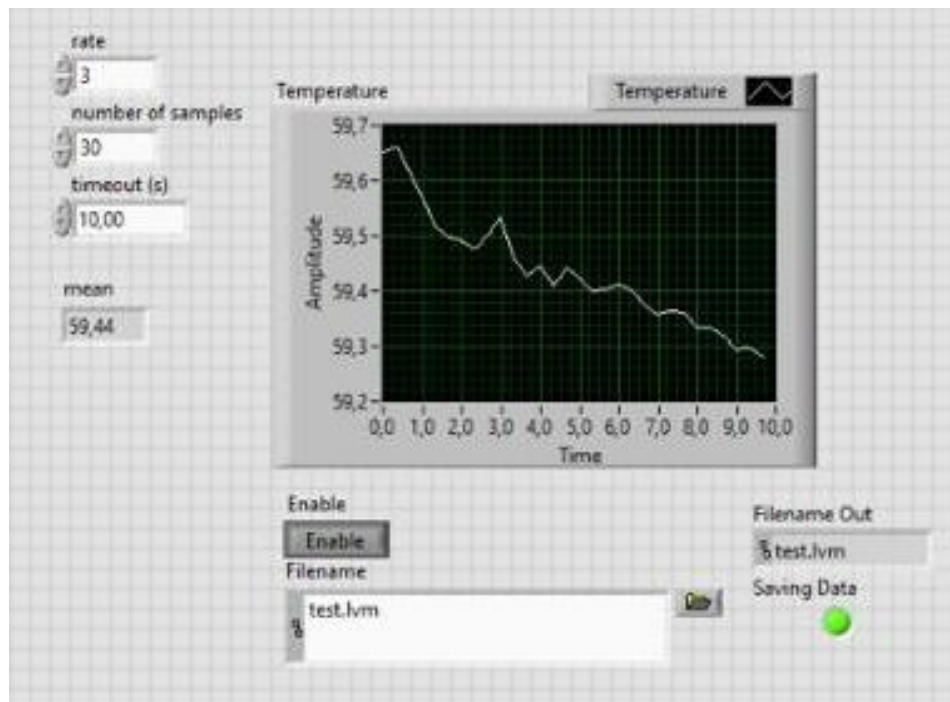 rate
3
number of samples
30
timeout (s)
10,00
mean
59,44
Temperature
Temperature
59,7
59,6
59,5
59,4
59,3
59,2
Amplitude
0,0 1,0 2,0 3,0 4,0 5,0 6,0 7,0 8,0 9,0 10,0
Time
Enable
Enable
Filename
test.lvm
Filename Out
test.lvm
Saving Data